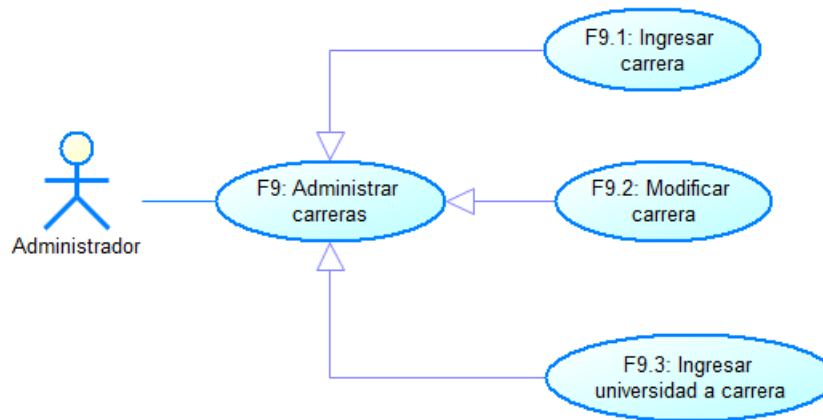 F9.1: Ingresar
carrera
F9: Administrar
carreras
F9.2: Modificar
carrera
Administrador
F9.3: Ingresar
universidad a carrera